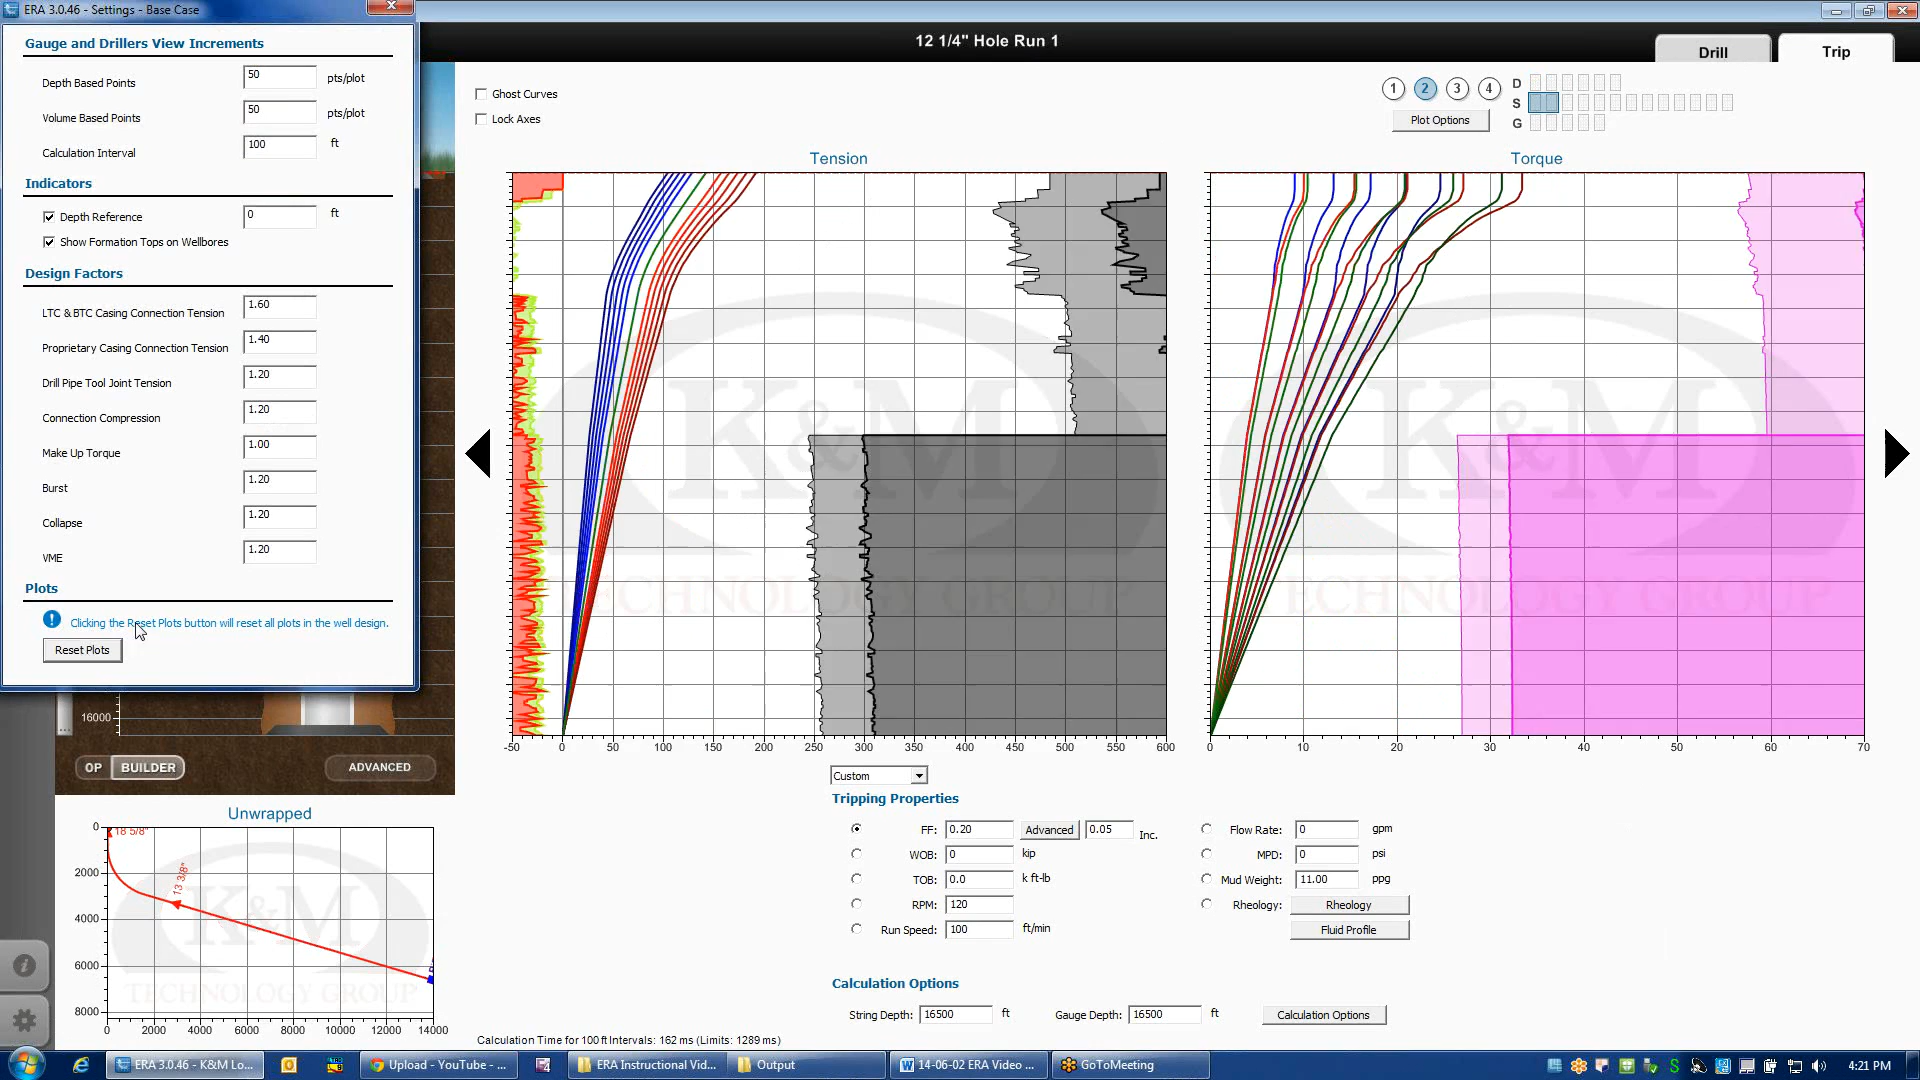 ERA 3.0.46 - Settings - Base Case
Gauge and Drillers View Increments
Depth Based Points 50 pts/plot
Volume Based Points 50 pts/plot
Calculation Interval 100 ft
Indicators
Depth Reference 0 ft
Show Formation Tops on Wellbores
Design Factors
LTC & BTC Casing Connection Tension 1.60
Proprietary Casing Connection Tension 1.40
Drill Pipe Tool Joint Tension 1.20
Connection Compression 1.20
Make Up Torque 1.00
Burst 1.20
Collapse 1.20
VME 1.20
Plots
Clicking the Reset Plots button will reset all plots in the well design.
Reset Plots
16000
OP BUILDER ADVANCED
Unwrapped
0
2000
4000
6000
8000
18 5/8"
13 3/8"
K&M
TECHNOLOGY GROUP
0 2000 4000 6000 8000 10000 12000 14000
12 1/4" Hole Run 1
Drill Trip
Ghost Curves
Lock Axes
1 2 3 4
D
S
G
Plot Options
Tension
K&M
TECHNOLOGY GROUP
-50 0 50 100 150 200 250 300 350 400 450 500 550 600
Torque
K&M
TECHNOLOGY GROUP
0 10 20 30 40 50 60 70
Custom
Tripping Properties
FF: 0.20 Advanced 0.05 Inc.
WOB: 0 kip
TOB: 0.0 k ft-lb
RPM: 120
Run Speed: 100 ft/min
Flow Rate: 0 gpm
MPD: 0 psi
Mud Weight: 11.00 ppg
Rheology: Rheology
Fluid Profile
Calculation Options
String Depth: 16500 ft Gauge Depth: 16500 ft Calculation Options
Calculation Time for 100 ft Intervals: 162 ms (Limits: 1289 ms)
ERA 3.0.46 - K&M Lo... Upload - YouTube - ... ERA Instructional Vid... Output 14-06-02 ERA Video ... GoToMeeting 4:21 PM